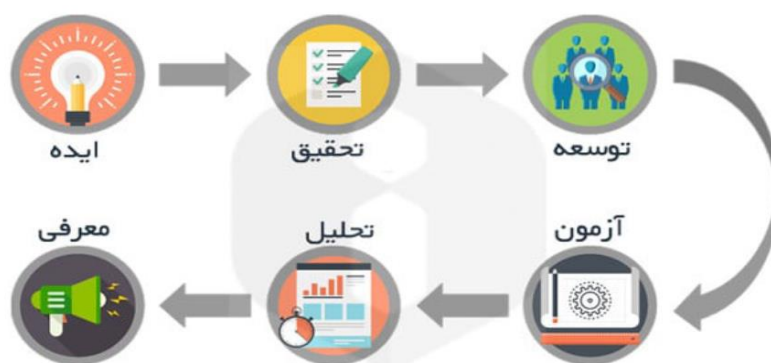 ایده
تحقیق
توسعه
آزمون
تحلیل
معرفی